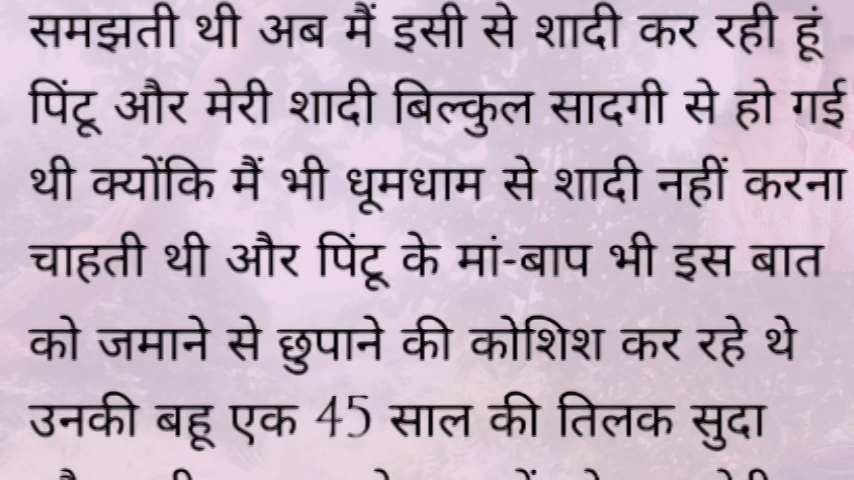 समझती थी अब मैं इसी से शादी कर रही हूं
पिंटू और मेरी शादी बिल्कुल सादगी से हो गई
थी क्योंकि मैं भी धूमधाम से शादी नहीं करना
चाहती थी और पिंटू के मां-बाप भी इस बात
को जमाने से छुपाने की कोशिश कर रहे थे
उनकी बहू एक 45 साल की तिलक सुदा